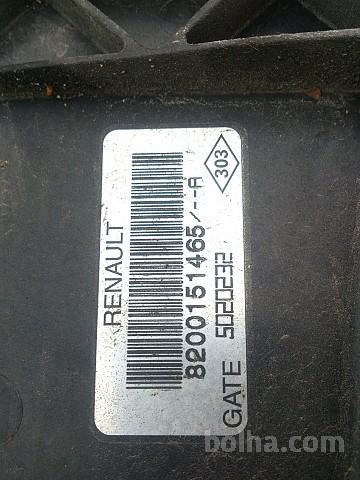 RENAULT
8200151465/--A
GATE 5020232
303
bolha.com